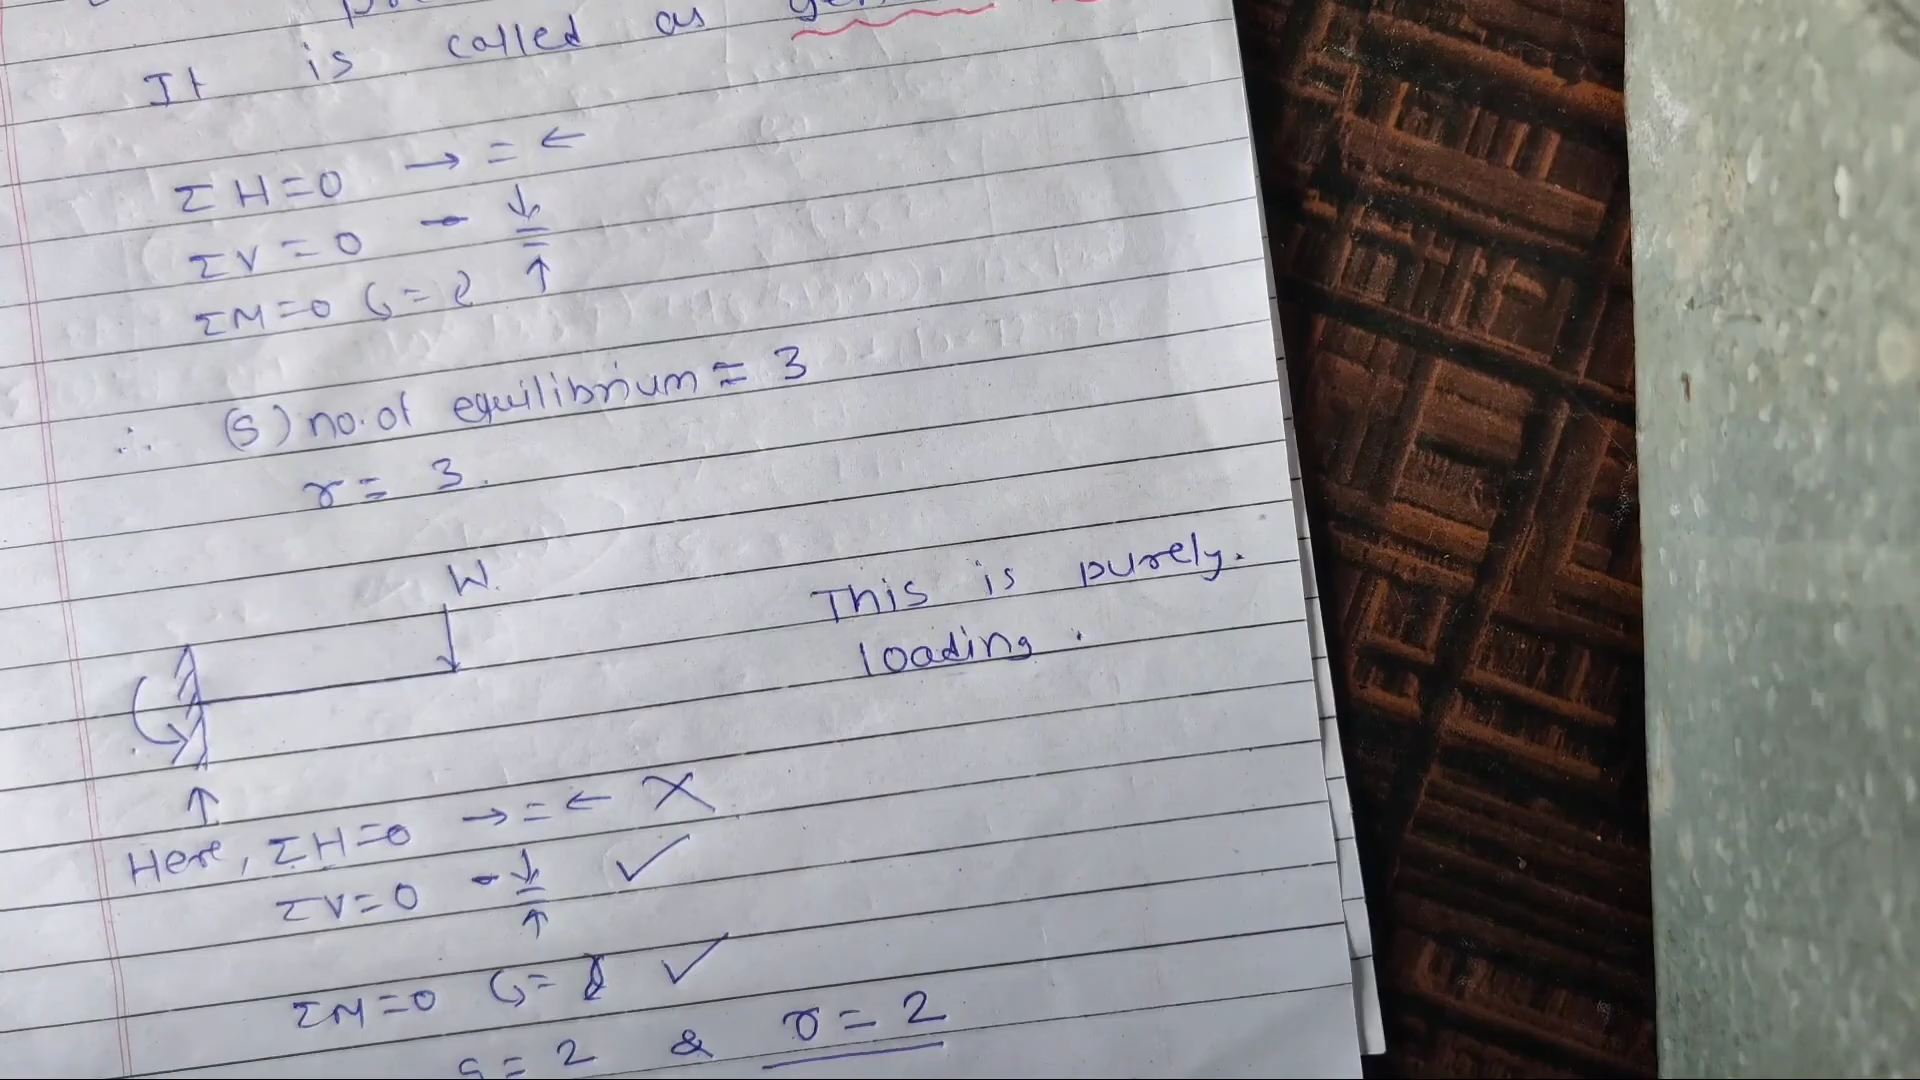 It is called as
ΣH=0 → = ←
ΣV=0 - ↓ = ↑
ΣM=0 =
∴ (S) no. of equilibrium = 3
r = 3.
W.
This is purely.
loading.
Here, ΣH=0 → = ← X
ΣV=0 - ↓ = ↑ ✓
ΣM=0 = ✓
S = 2 & r = 2